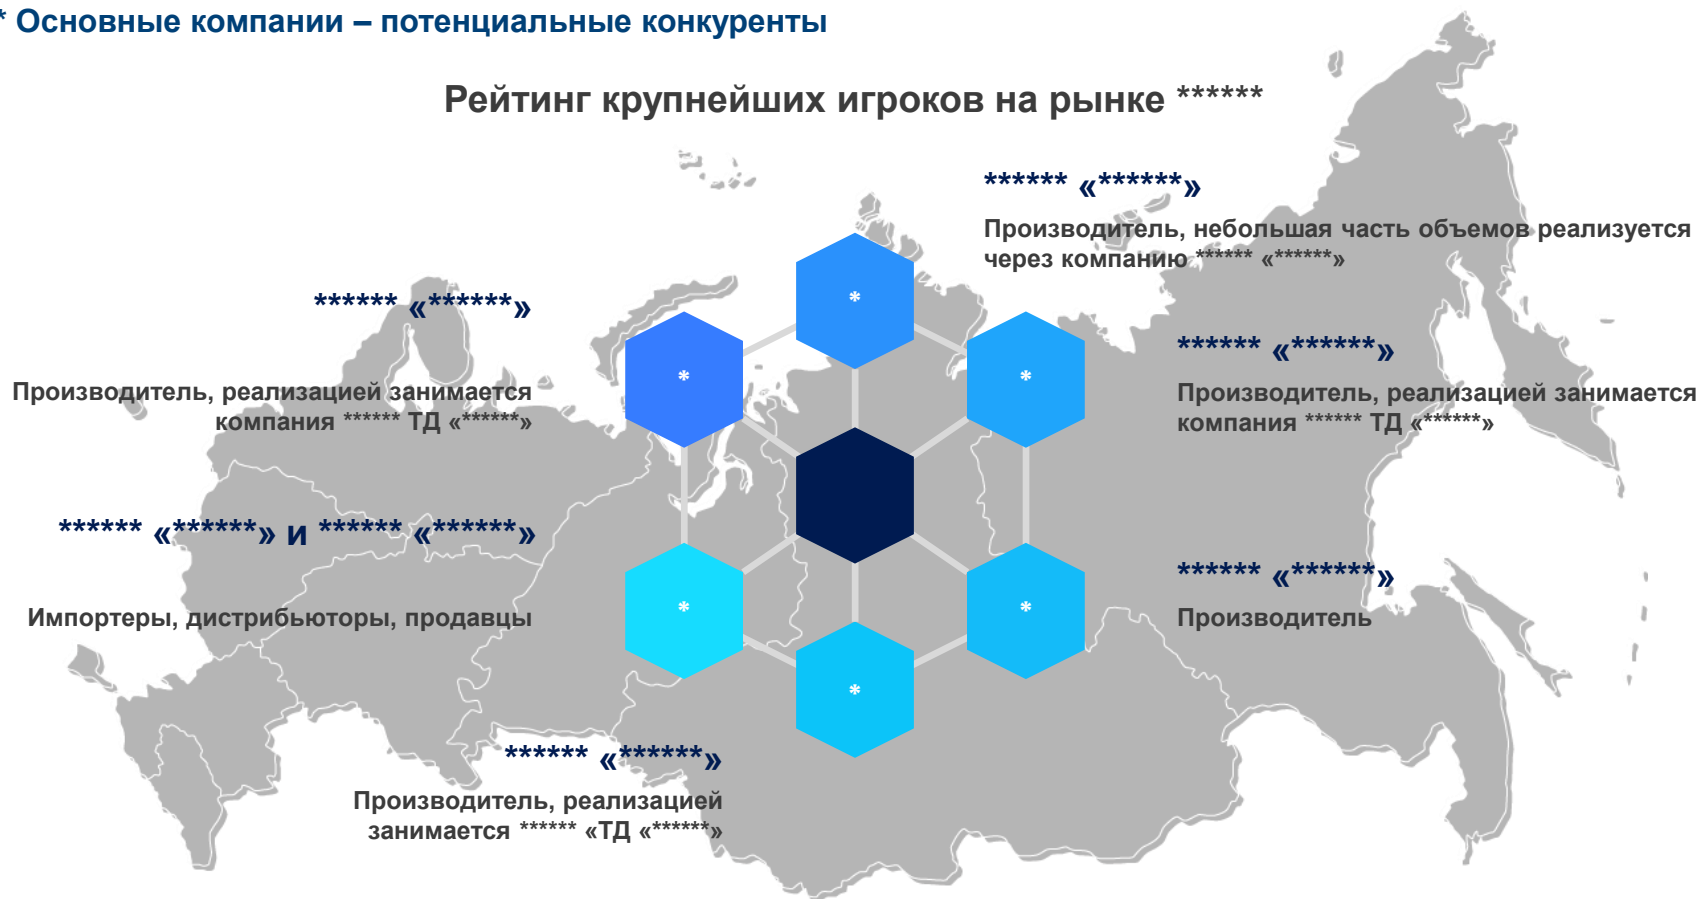 * Основные компании – потенциальные конкуренты
Рейтинг крупнейших игроков на рынке ******
****** «******»
Производитель, небольшая часть объемов реализуется
через компанию ****** «******»
****** «******»
Производитель, реализацией занимается
компания ****** ТД «******»
****** «******»
Производитель, реализацией занимается
компания ****** ТД «******»
****** «******» и ****** «******»
Импортеры, дистрибьюторы, продавцы
****** «******»
Производитель
****** «******»
Производитель, реализацией
занимается ****** «ТД «******»
*
*
*
*
*
*